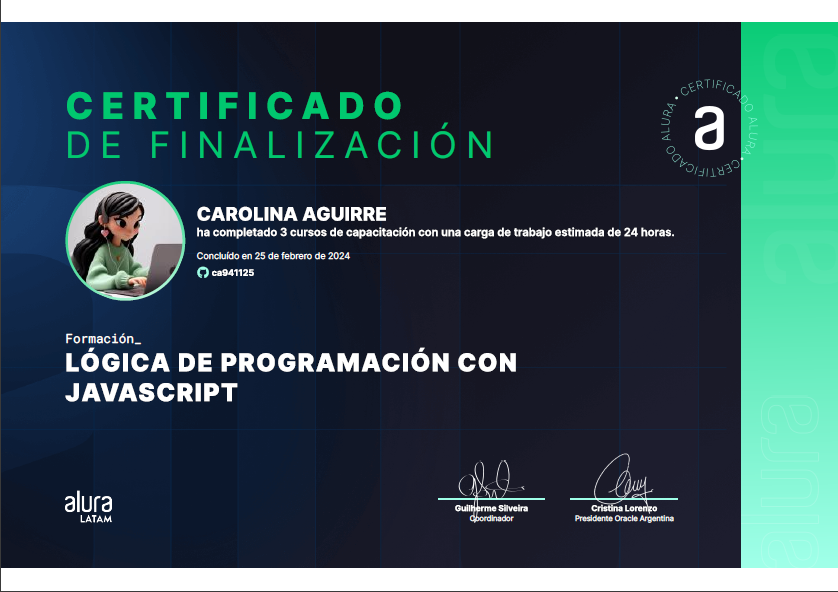 CERTIFICADO
DE FINALIZACIÓN
CERTIFICADO ALURA • CERTIFICADO ALURA •
a
CAROLINA AGUIRRE
ha completado 3 cursos de capacitación con una carga de trabajo estimada de 24 horas.
Concluído en 25 de febrero de 2024
ca941125
Formación_
LÓGICA DE PROGRAMACIÓN CON
JAVASCRIPT
alura
LATAM
Guilherme Silveira
Coordinador
Cristina Lorenzo
Presidente Oracle Argentina
alura
alura